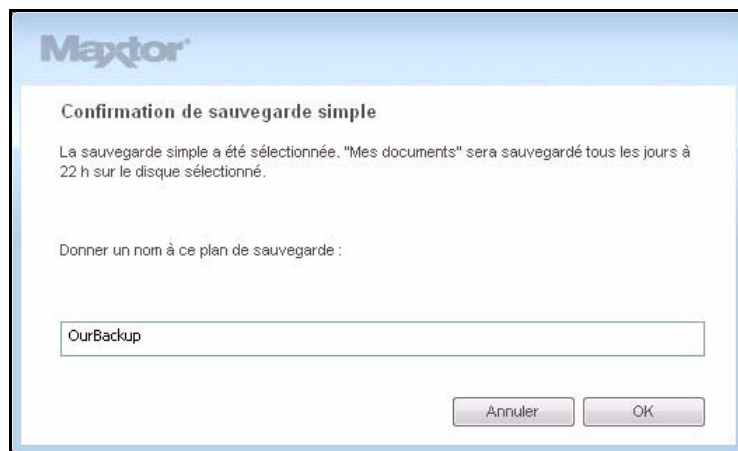 Maxtor®
Confirmation de sauvegarde simple
La sauvegarde simple a été sélectionnée. "Mes documents" sera sauvegardé tous les jours à
22 h sur le disque sélectionné.
Donner un nom à ce plan de sauvegarde :
OurBackup
Annuler
OK